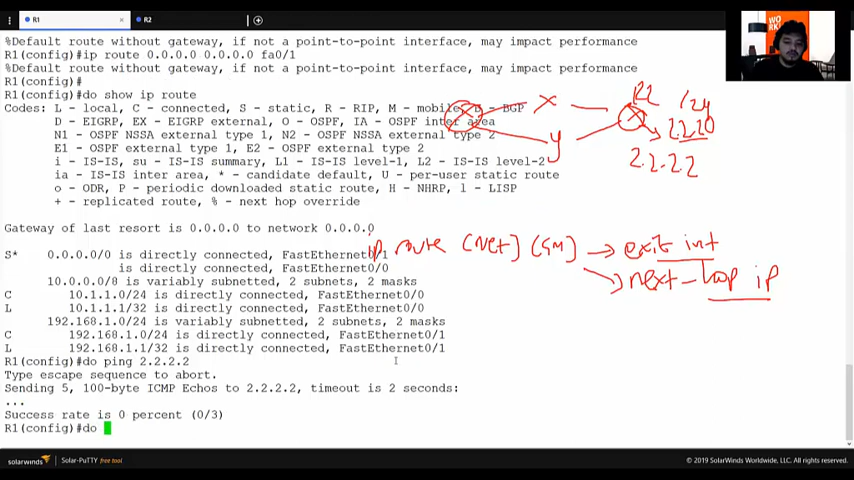 R1
R2
%Default route without gateway, if not a point-to-point interface, may impact performance
R1(config)#ip route 0.0.0.0 0.0.0.0 fa0/1
%Default route without gateway, if not a point-to-point interface, may impact performance
R1(config)#
R1(config)#do show ip route
Codes: L - local, C - connected, S - static, R - RIP, M - mobile, B - BGP
D - EIGRP, EX - EIGRP external, O - OSPF, IA - OSPF inter area
N1 - OSPF NSSA external type 1, N2 - OSPF NSSA external type 2
E1 - OSPF external type 1, E2 - OSPF external type 2
i - IS-IS, su - IS-IS summary, L1 - IS-IS level-1, L2 - IS-IS level-2
ia - IS-IS inter area, * - candidate default, U - per-user static route
o - ODR, P - periodic downloaded static route, H - NHRP, l - LISP
+ - replicated route, % - next hop override
Gateway of last resort is 0.0.0.0 to network 0.0.0.0
S* 0.0.0.0/0 is directly connected, FastEthernet0/1
is directly connected, FastEthernet0/0
10.0.0.0/8 is variably subnetted, 2 subnets, 2 masks
C 10.1.1.0/24 is directly connected, FastEthernet0/0
L 10.1.1.1/32 is directly connected, FastEthernet0/0
192.168.1.0/24 is variably subnetted, 2 subnets, 2 masks
C 192.168.1.0/24 is directly connected, FastEthernet0/1
L 192.168.1.1/32 is directly connected, FastEthernet0/1
R1(config)#do ping 2.2.2.2
Type escape sequence to abort.
Sending 5, 100-byte ICMP Echos to 2.2.2.2, timeout is 2 seconds:
...
Success rate is 0 percent (0/3)
R1(config)#do
x
y
R2
/24
2.2.2.2
ip route (Net) (SM) → exit int
→ next-hop ip
solarwinds
Solar-PuTTY free tool
© 2019 SolarWinds Worldwide, LLC. All rights reserved.